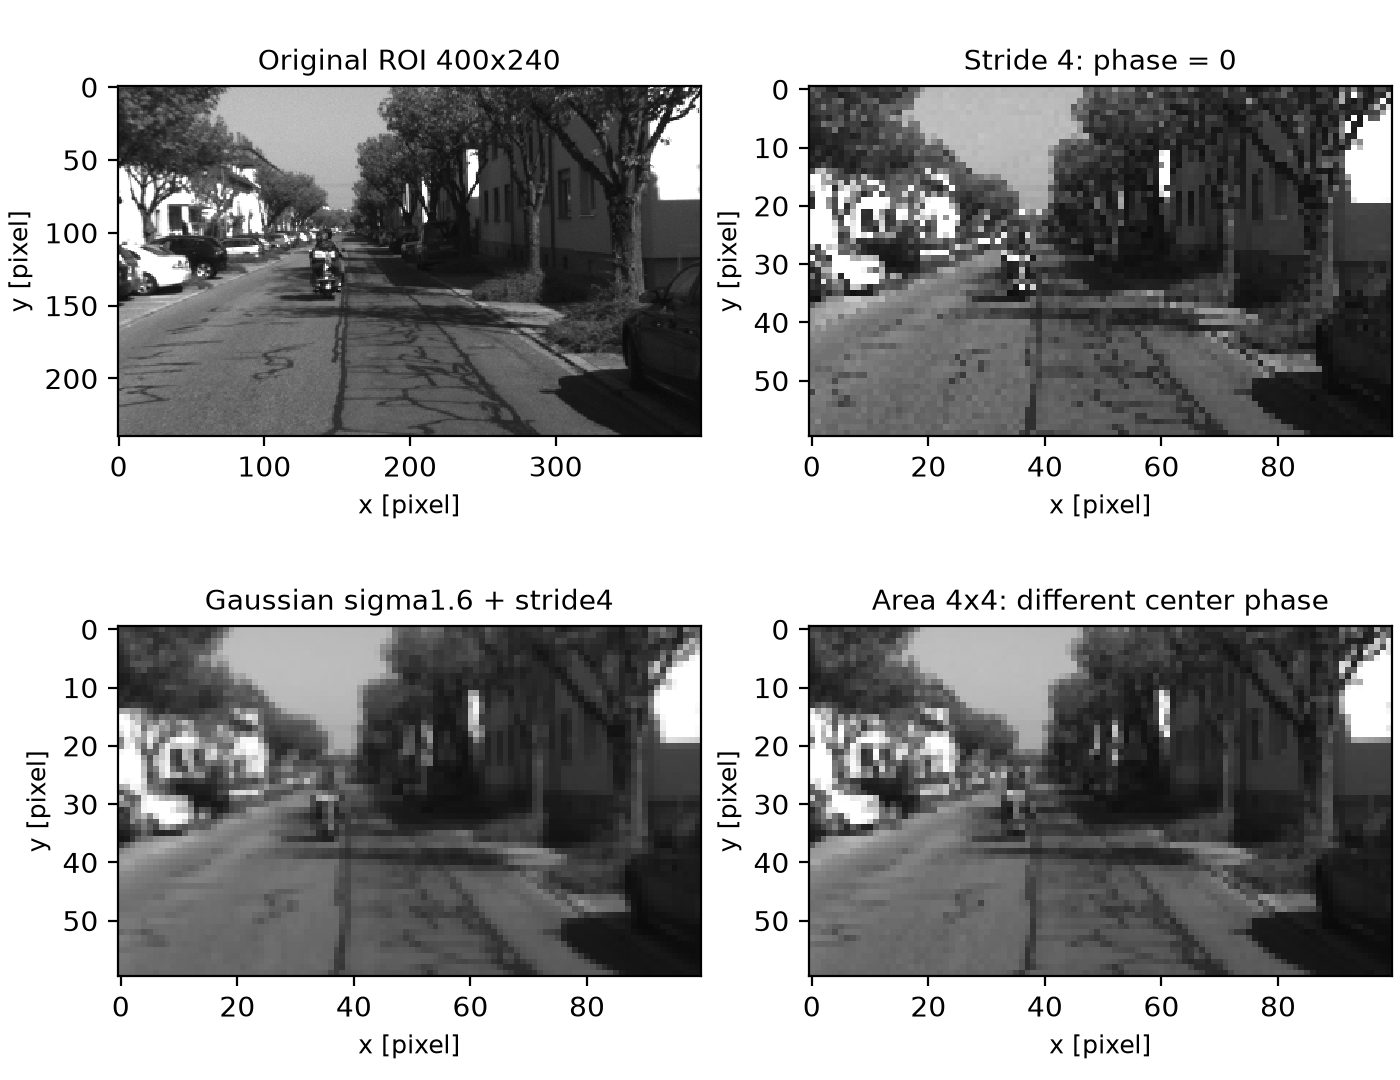 Original ROI 400x240
0
50
100
150
200
y [pixel]
0 100 200 300
x [pixel]
Stride 4: phase = 0
0
10
20
30
40
50
y [pixel]
0 20 40 60 80
x [pixel]
Gaussian sigma1.6 + stride4
0
10
20
30
40
50
y [pixel]
0 20 40 60 80
x [pixel]
Area 4x4: different center phase
0
10
20
30
40
50
y [pixel]
0 20 40 60 80
x [pixel]